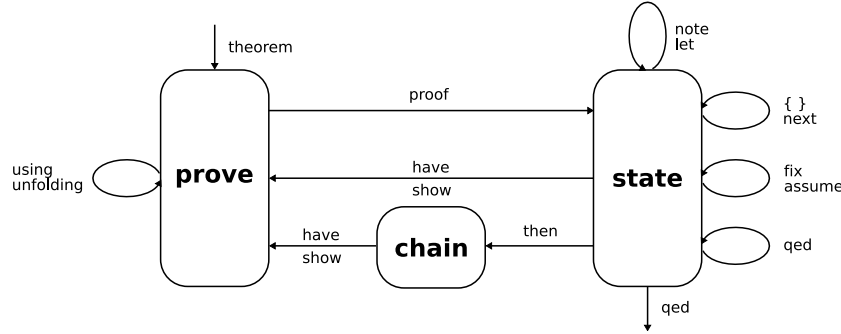 note
let
theorem
proof
{ }
next
using
unfolding
prove
have
show
state
fix
assume
have
show
chain
then
qed
qed